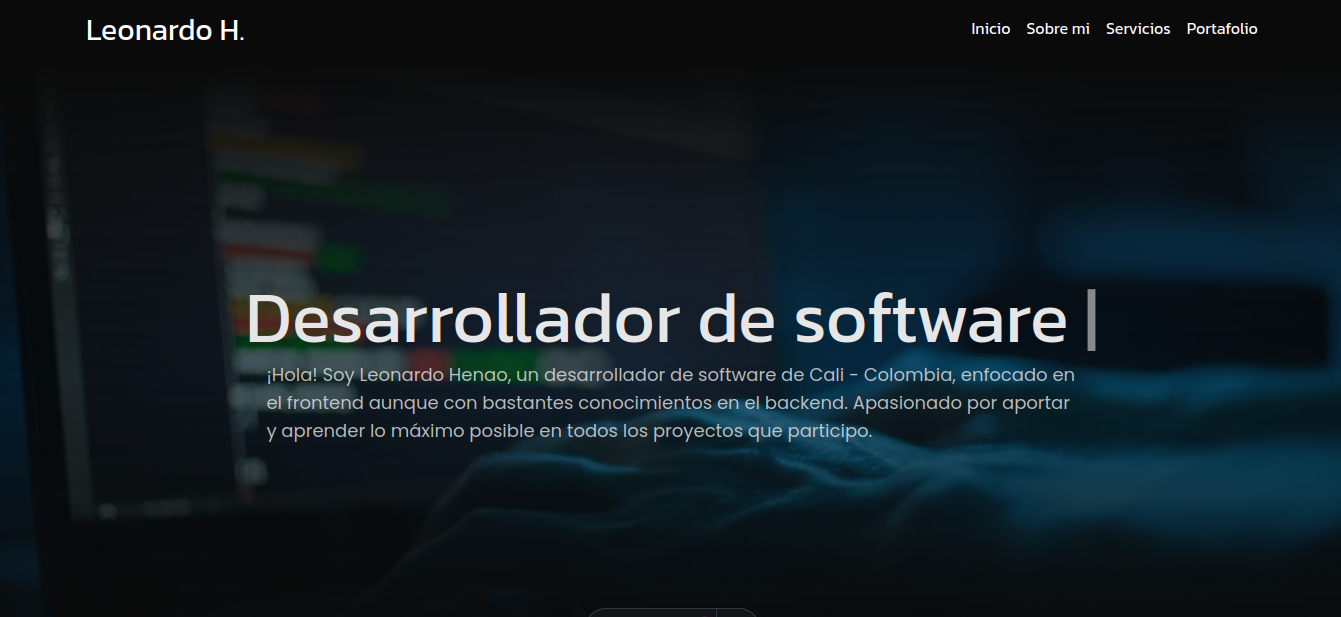 Leonardo H.
Inicio Sobre mi Servicios Portafolio
Desarrollador de software |
¡Hola! Soy Leonardo Henao, un desarrollador de software de Cali - Colombia, enfocado en
el frontend aunque con bastantes conocimientos en el backend. Apasionado por aportar
y aprender lo máximo posible en todos los proyectos que participo.